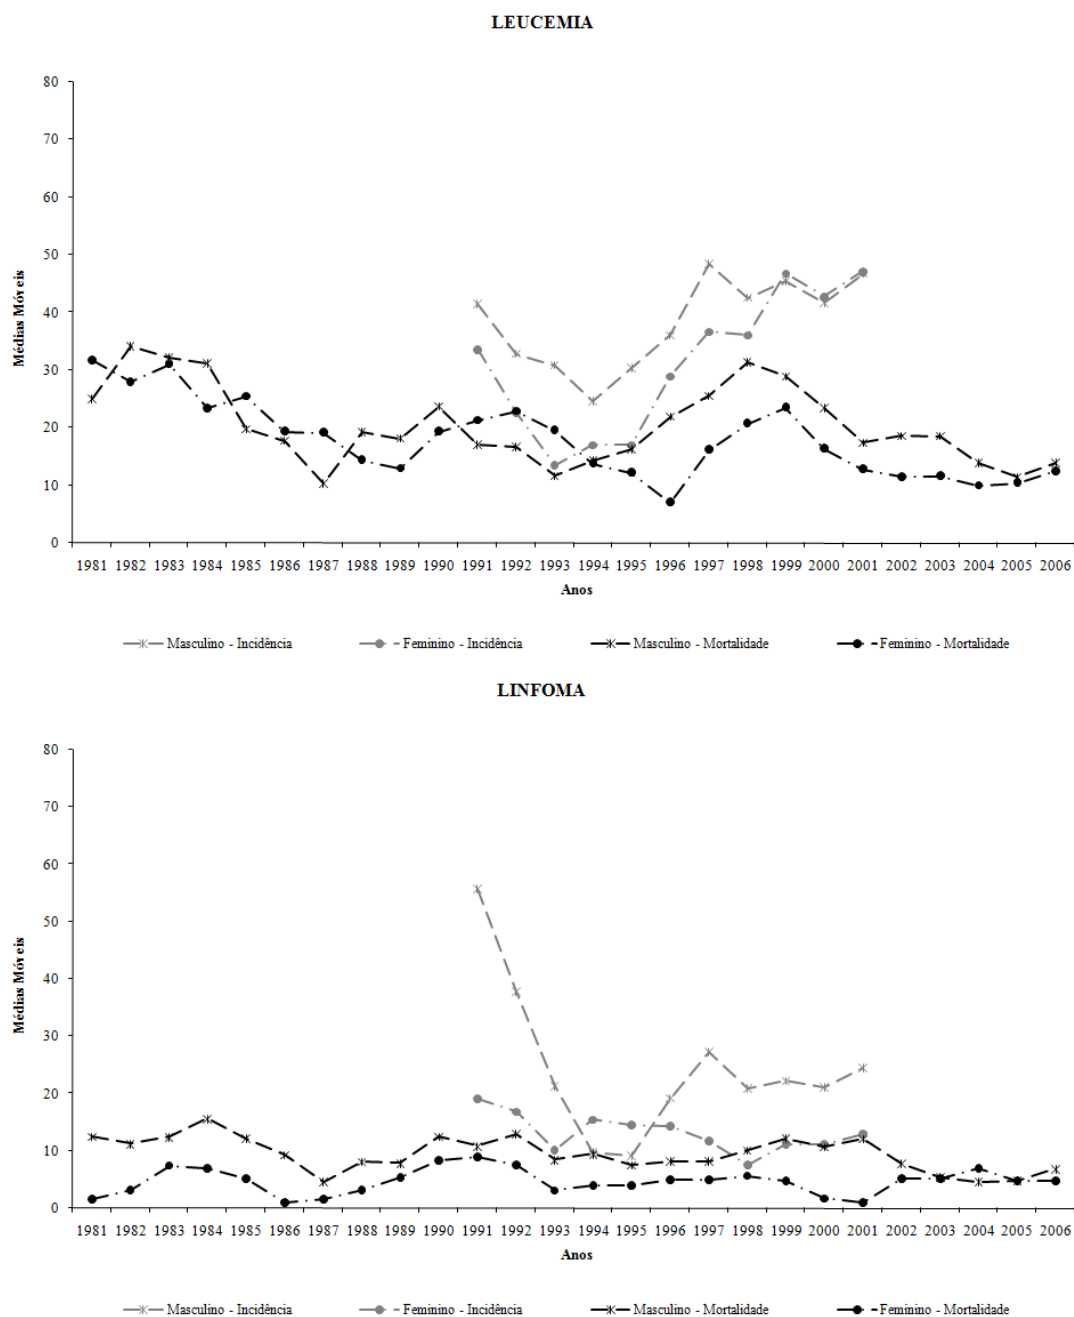 LEUCEMIA
80
70
60
50
40
30
20
10
0
Médias Móveis
1981 1982 1983 1984 1985 1986 1987 1988 1989 1990 1991 1992 1993 1994 1995 1996 1997 1998 1999 2000 2001 2002 2003 2004 2005 2006
Anos
Masculino - Incidência Feminino - Incidência Masculino - Mortalidade Feminino - Mortalidade
LINFOMA
80
70
60
50
40
30
20
10
0
Médias Móveis
1981 1982 1983 1984 1985 1986 1987 1988 1989 1990 1991 1992 1993 1994 1995 1996 1997 1998 1999 2000 2001 2002 2003 2004 2005 2006
Anos
Masculino - Incidência Feminino - Incidência Masculino - Mortalidade Feminino - Mortalidade